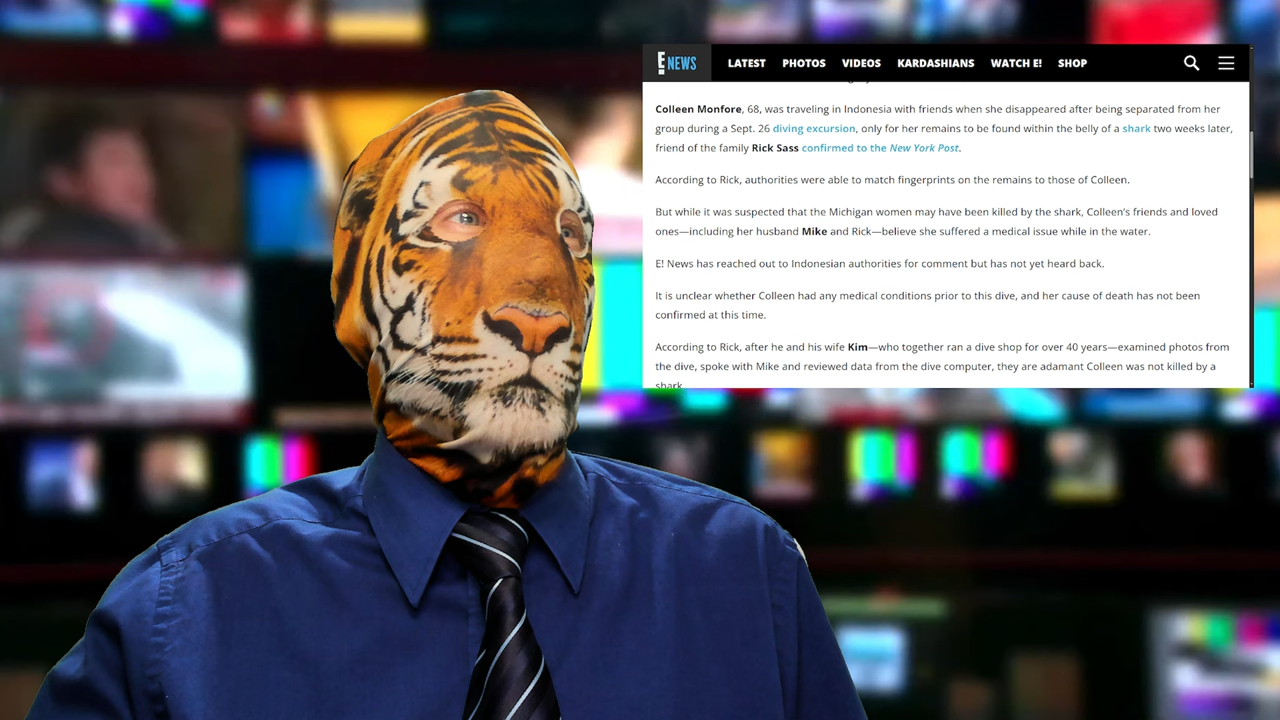 E! NEWS LATEST PHOTOS VIDEOS KARDASHIANS WATCH E! SHOP
Colleen Monfore, 68, was traveling in Indonesia with friends when she disappeared after being separated from her
group during a Sept. 26 diving excursion, only for her remains to be found within the belly of a shark two weeks later,
friend of the family Rick Sass confirmed to the New York Post.
According to Rick, authorities were able to match fingerprints on the remains to those of Colleen.
But while it was suspected that the Michigan women may have been killed by the shark, Colleen's friends and loved
ones—including her husband Mike and Rick—believe she suffered a medical issue while in the water.
E! News has reached out to Indonesian authorities for comment but has not yet heard back.
It is unclear whether Colleen had any medical conditions prior to this dive, and her cause of death has not been
confirmed at this time.
According to Rick, after he and his wife Kim—who together ran a dive shop for over 40 years—examined photos from
the dive, spoke with Mike and reviewed data from the dive computer, they are adamant Colleen was not killed by a
shark